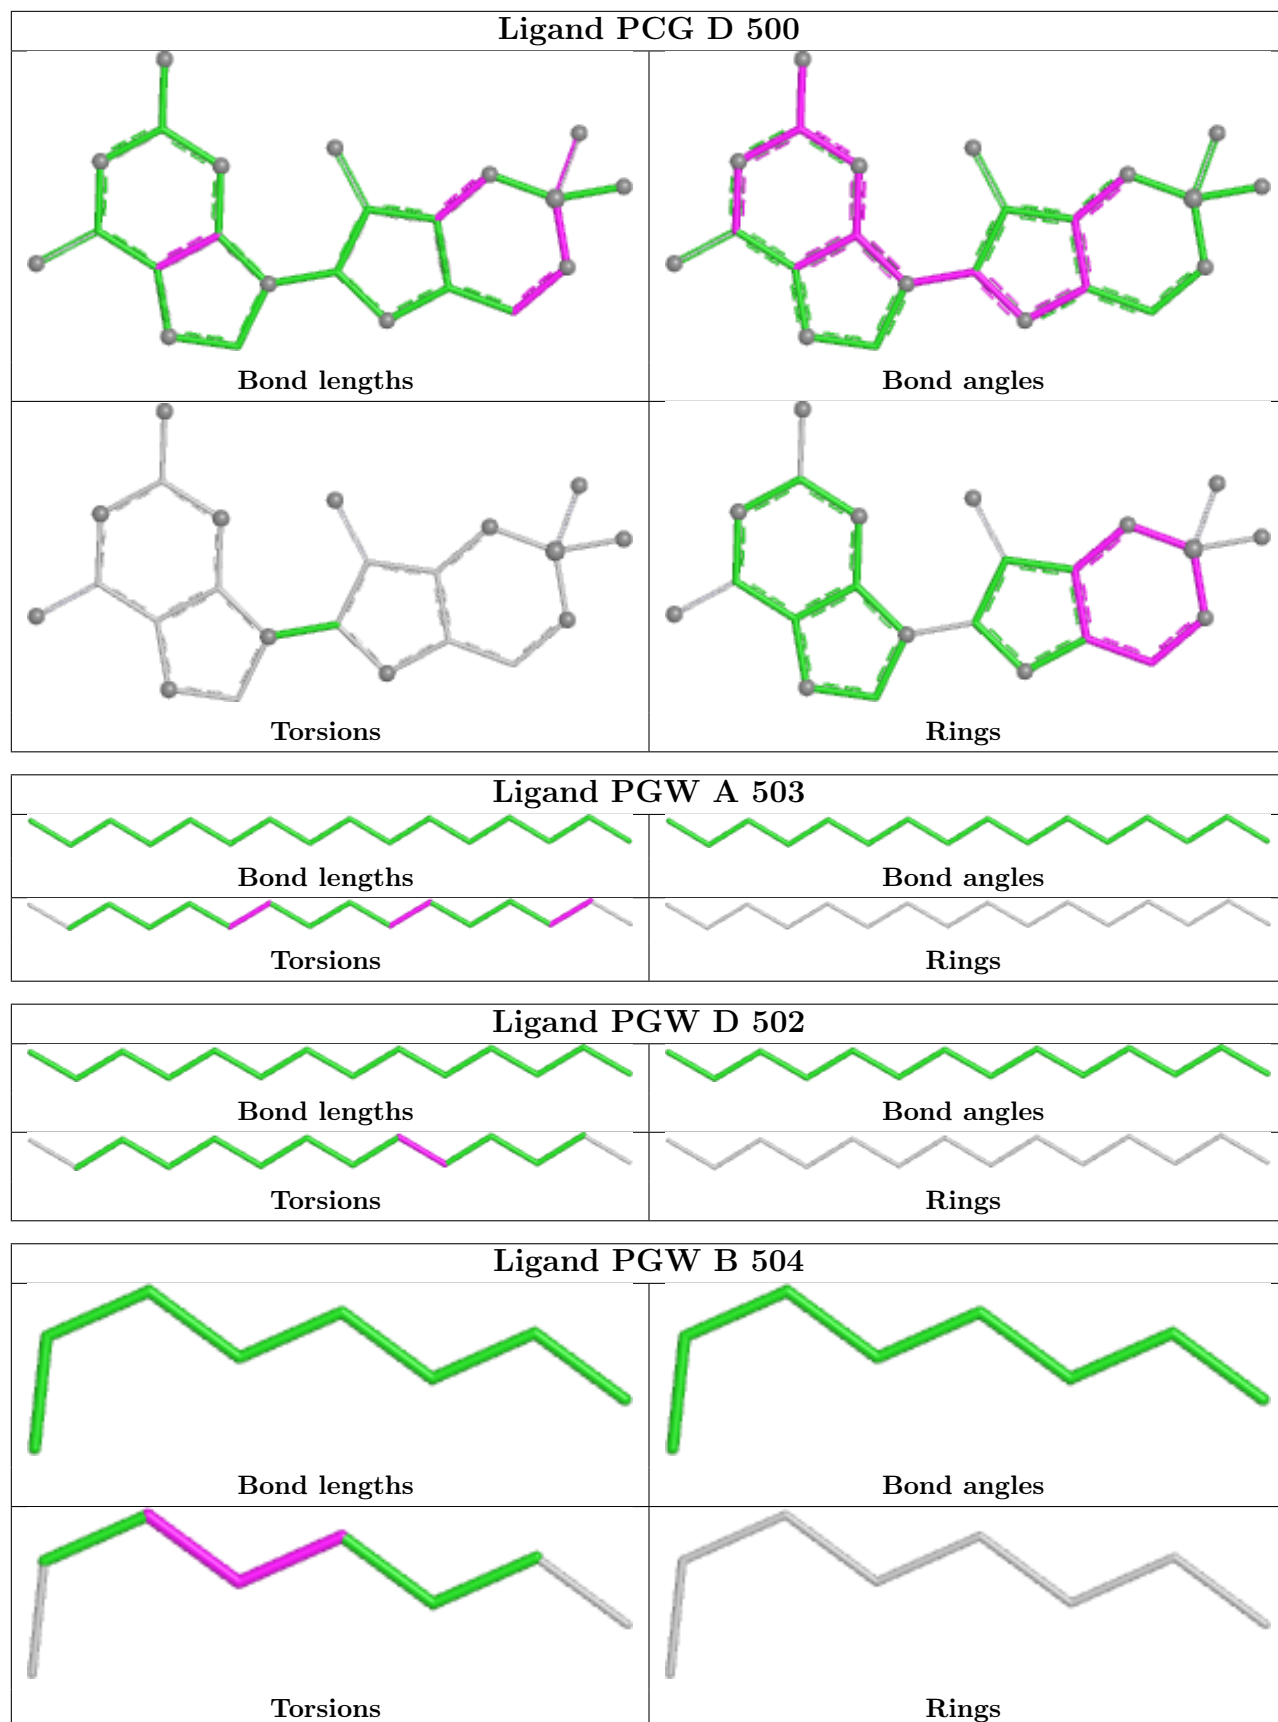 Ligand PCG D 500
Bond lengths
Bond angles
Torsions
Rings
Ligand PGW A 503
Bond lengths
Bond angles
Torsions
Rings
Ligand PGW D 502
Bond lengths
Bond angles
Torsions
Rings
Ligand PGW B 504
Bond lengths
Bond angles
Torsions
Rings